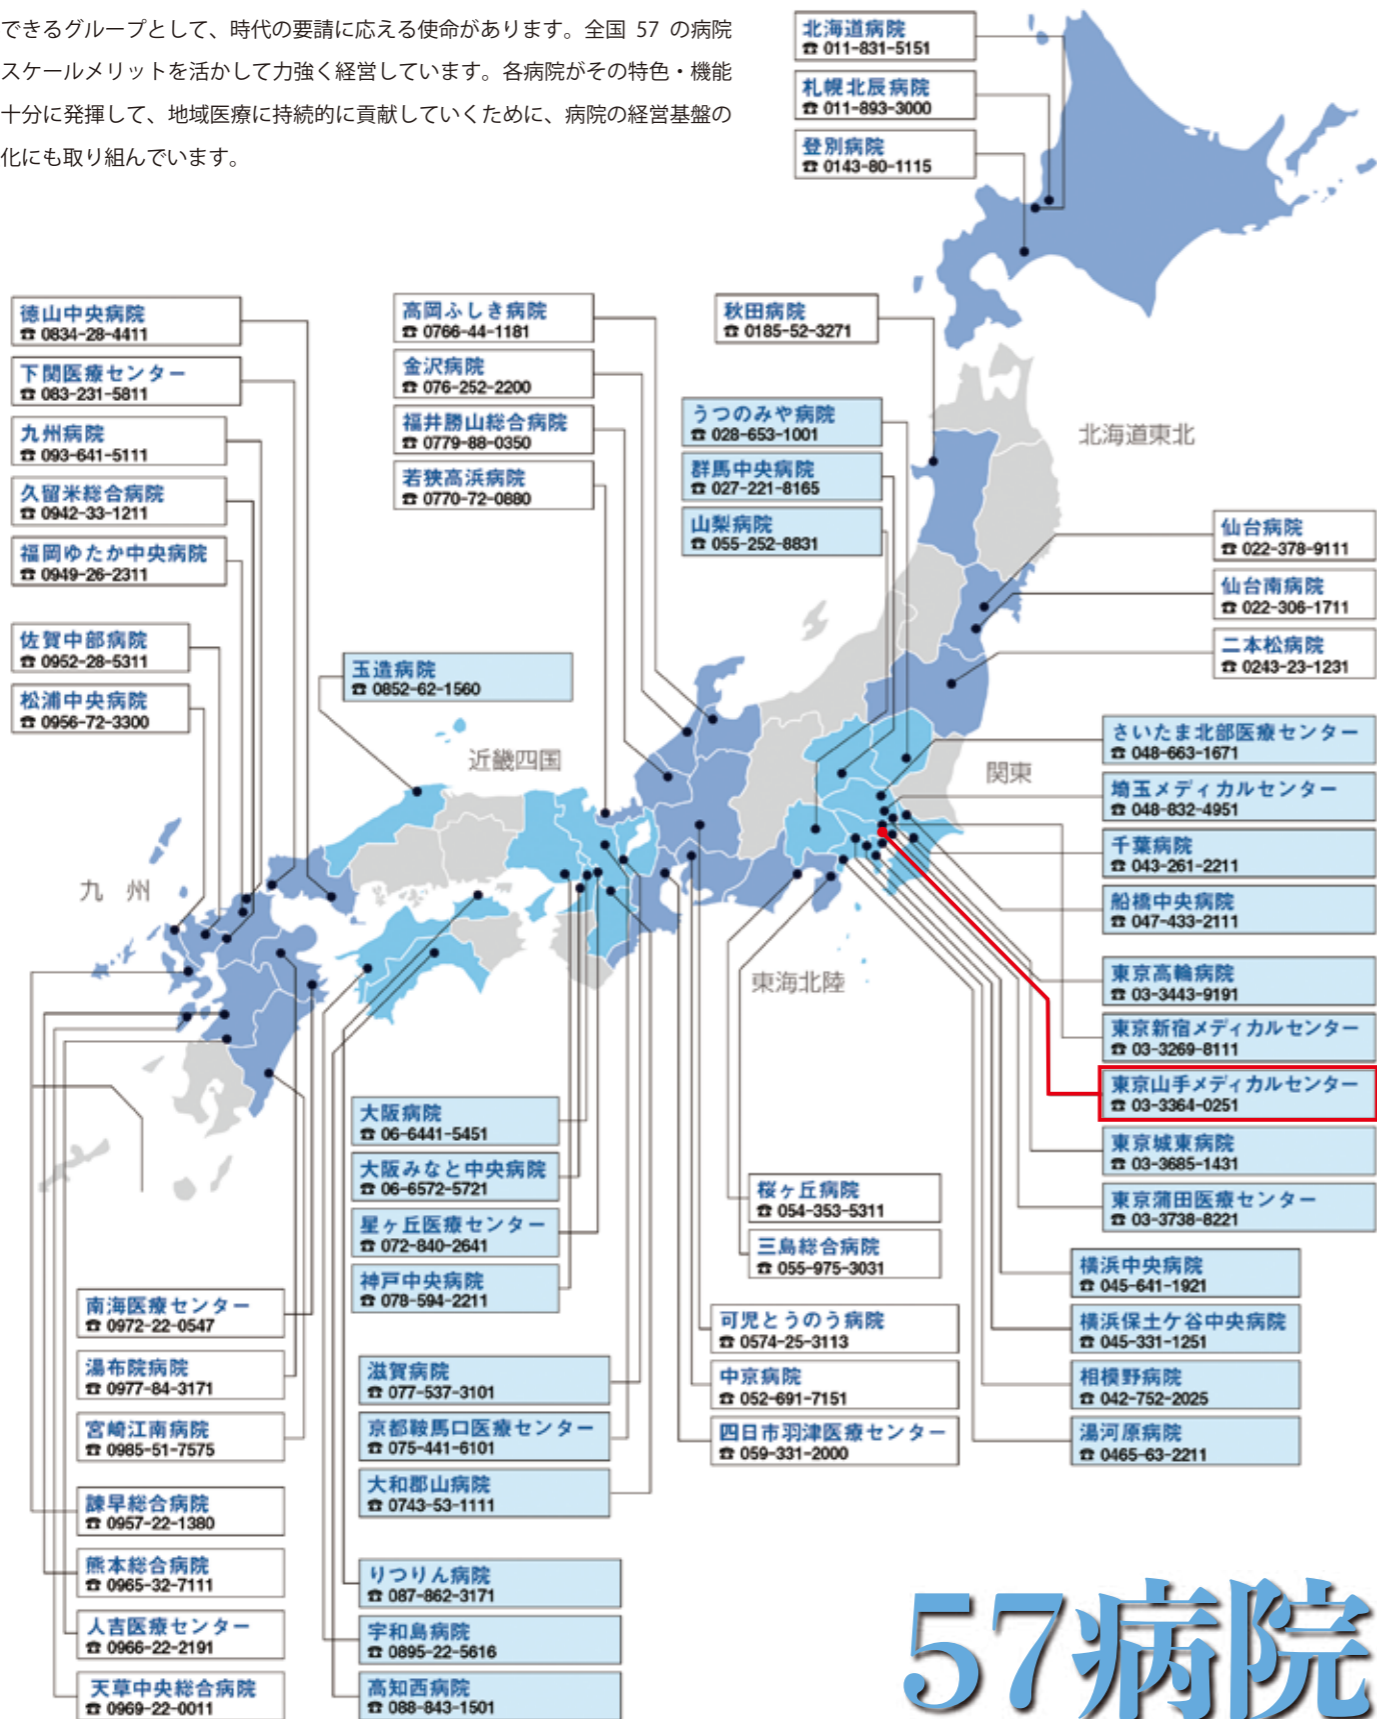 できるグループとして、時代の要請に応える使命があります。全国 57 の病院
スケールメリットを活かして力強く経営しています。各病院がその特色・機能
十分に発揮して、地域医療に持続的に貢献していくために、病院の経営基盤の
化にも取り組んでいます。
北海道病院
☎ 011-831-5151
札幌北辰病院
☎ 011-893-3000
登別病院
☎ 0143-80-1115
徳山中央病院
☎ 0834-28-4411
下関医療センター
☎ 083-231-5811
九州病院
☎ 093-641-5111
久留米総合病院
☎ 0942-33-1211
福岡ゆたか中央病院
☎ 0949-26-2311
佐賀中部病院
☎ 0952-28-5311
松浦中央病院
☎ 0956-72-3300
高岡ふしき病院
☎ 0766-44-1181
金沢病院
☎ 076-252-2200
福井勝山総合病院
☎ 0779-88-0350
若狭高浜病院
☎ 0770-72-0880
秋田病院
☎ 0185-52-3271
うつのみや病院
☎ 028-653-1001
群馬中央病院
☎ 027-221-8165
山梨病院
☎ 055-252-8831
北海道東北
仙台病院
☎ 022-378-9111
仙台南病院
☎ 022-306-1711
二本松病院
☎ 0243-23-1231
玉造病院
☎ 0852-62-1560
近畿四国
関東
九 州
東海北陸
さいたま北部医療センター
☎ 048-663-1671
埼玉メディカルセンター
☎ 048-832-4951
千葉病院
☎ 043-261-2211
船橋中央病院
☎ 047-433-2111
東京高輪病院
☎ 03-3443-9191
東京新宿メディカルセンター
☎ 03-3269-8111
東京山手メディカルセンター
☎ 03-3364-0251
東京城東病院
☎ 03-3685-1431
東京蒲田医療センター
☎ 03-3738-8221
横浜中央病院
☎ 045-641-1921
横浜保土ケ谷中央病院
☎ 045-331-1251
相模野病院
☎ 042-752-2025
湯河原病院
☎ 0465-63-2211
大阪病院
☎ 06-6441-5451
大阪みなと中央病院
☎ 06-6572-5721
星ヶ丘医療センター
☎ 072-840-2641
神戸中央病院
☎ 078-594-2211
桜ヶ丘病院
☎ 054-353-5311
三島総合病院
☎ 055-975-3031
可児とうのう病院
☎ 0574-25-3113
中京病院
☎ 052-691-7151
四日市羽津医療センター
☎ 059-331-2000
滋賀病院
☎ 077-537-3101
京都鞍馬口医療センター
☎ 075-441-6101
大和郡山病院
☎ 0743-53-1111
南海医療センター
☎ 0972-22-0547
湯布院病院
☎ 0977-84-3171
宮崎江南病院
☎ 0985-51-7575
諫早総合病院
☎ 0957-22-1380
熊本総合病院
☎ 0965-32-7111
人吉医療センター
☎ 0966-22-2191
天草中央総合病院
☎ 0969-22-0011
りつりん病院
☎ 087-862-3171
宇和島病院
☎ 0895-22-5616
高知西病院
☎ 088-843-1501
57病院